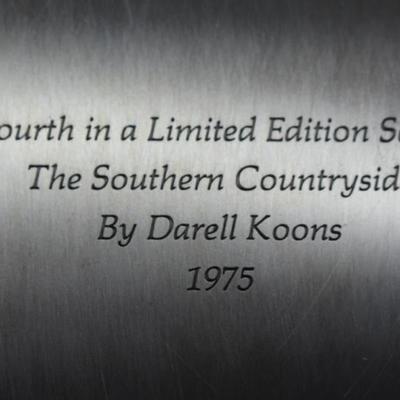 ourth in a Limited Edition S
The Southern Countrysid
By Darell Koons
1975